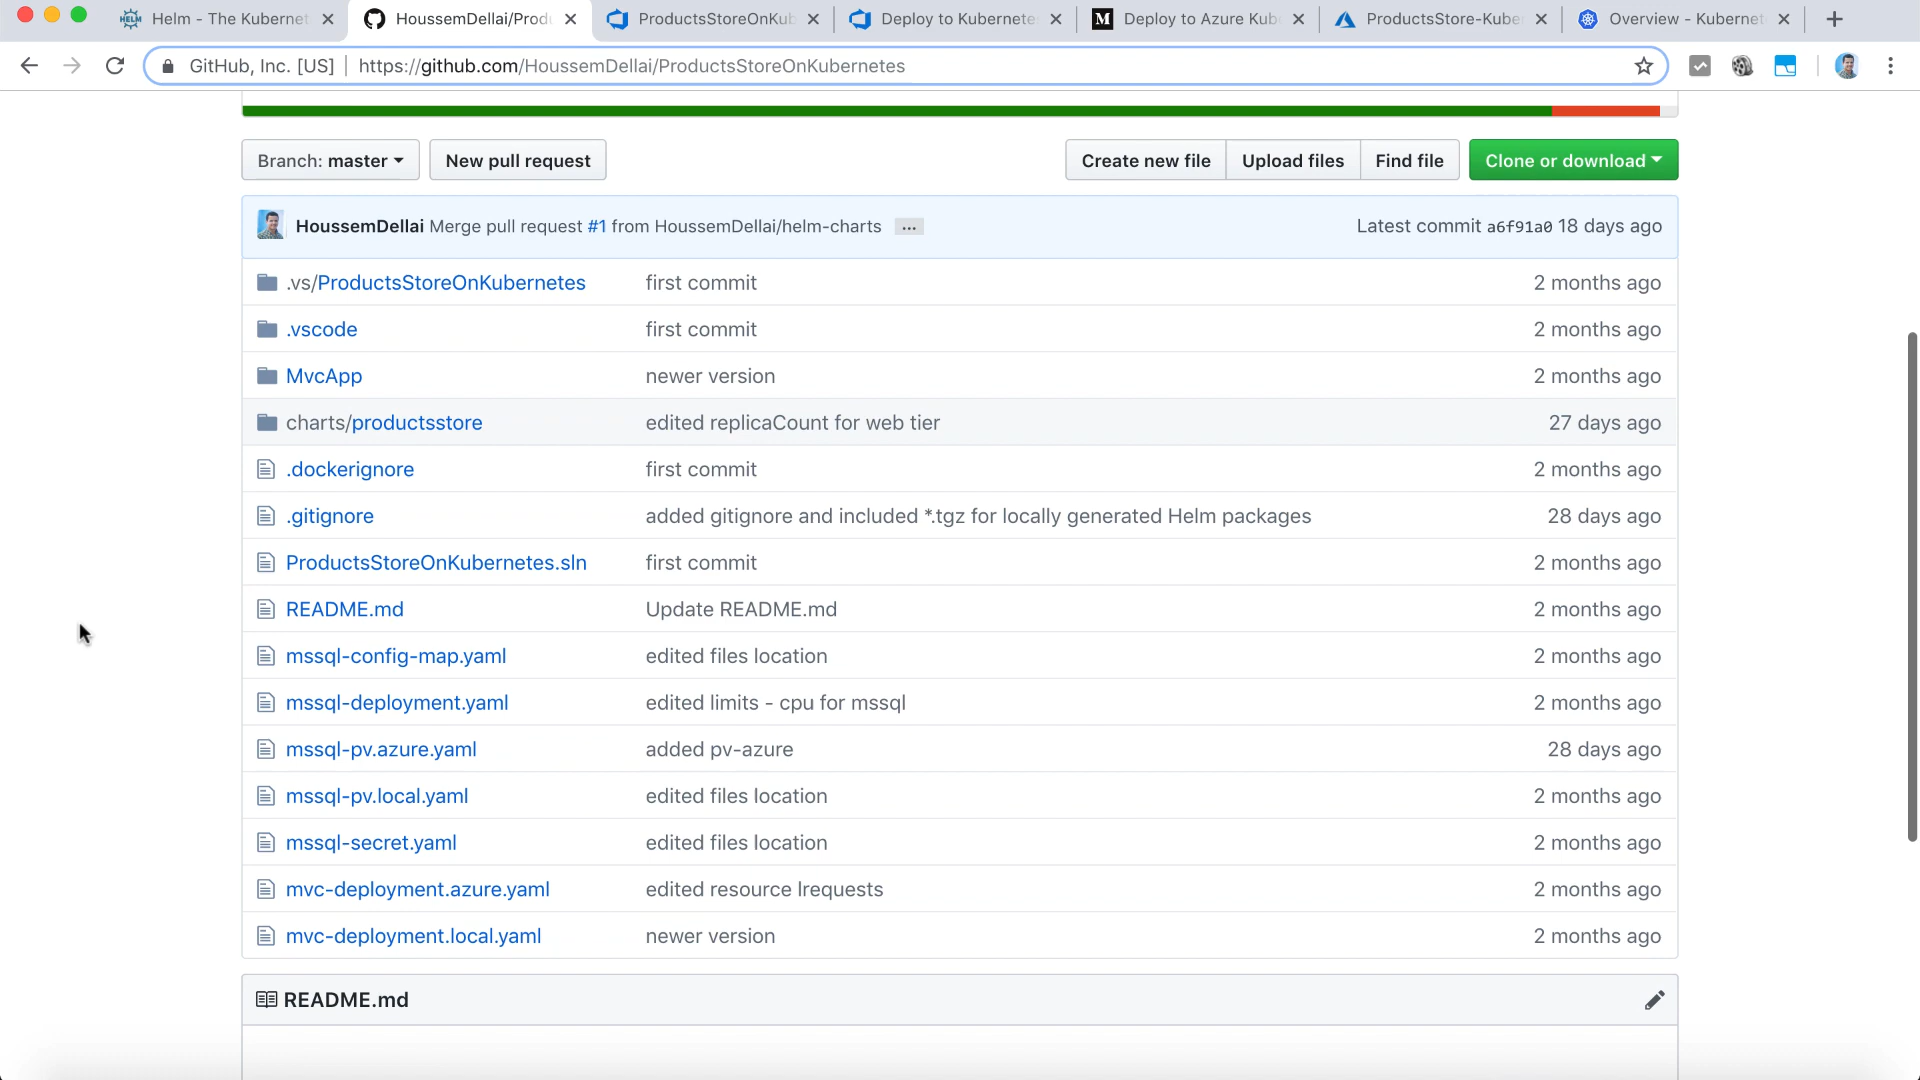 HELM Helm - The Kubernet
HoussemDellai/Produ
ProductsStoreOnKub
Deploy to Kubernete
M Deploy to Azure Kub
ProductsStore-Kube
Overview - Kubernet
GitHub, Inc. [US] https://github.com/HoussemDellai/ProductsStoreOnKubernetes
Branch: master New pull request Create new file Upload files Find file Clone or download
HoussemDellai Merge pull request #1 from HoussemDellai/helm-charts ... Latest commit a6f91a0 18 days ago
.vs/ProductsStoreOnKubernetes first commit 2 months ago
.vscode first commit 2 months ago
MvcApp newer version 2 months ago
charts/productsstore edited replicaCount for web tier 27 days ago
.dockerignore first commit 2 months ago
.gitignore added gitignore and included *.tgz for locally generated Helm packages 28 days ago
ProductsStoreOnKubernetes.sln first commit 2 months ago
README.md Update README.md 2 months ago
mssql-config-map.yaml edited files location 2 months ago
mssql-deployment.yaml edited limits - cpu for mssql 2 months ago
mssql-pv.azure.yaml added pv-azure 28 days ago
mssql-pv.local.yaml edited files location 2 months ago
mssql-secret.yaml edited files location 2 months ago
mvc-deployment.azure.yaml edited resource lrequests 2 months ago
mvc-deployment.local.yaml newer version 2 months ago
README.md